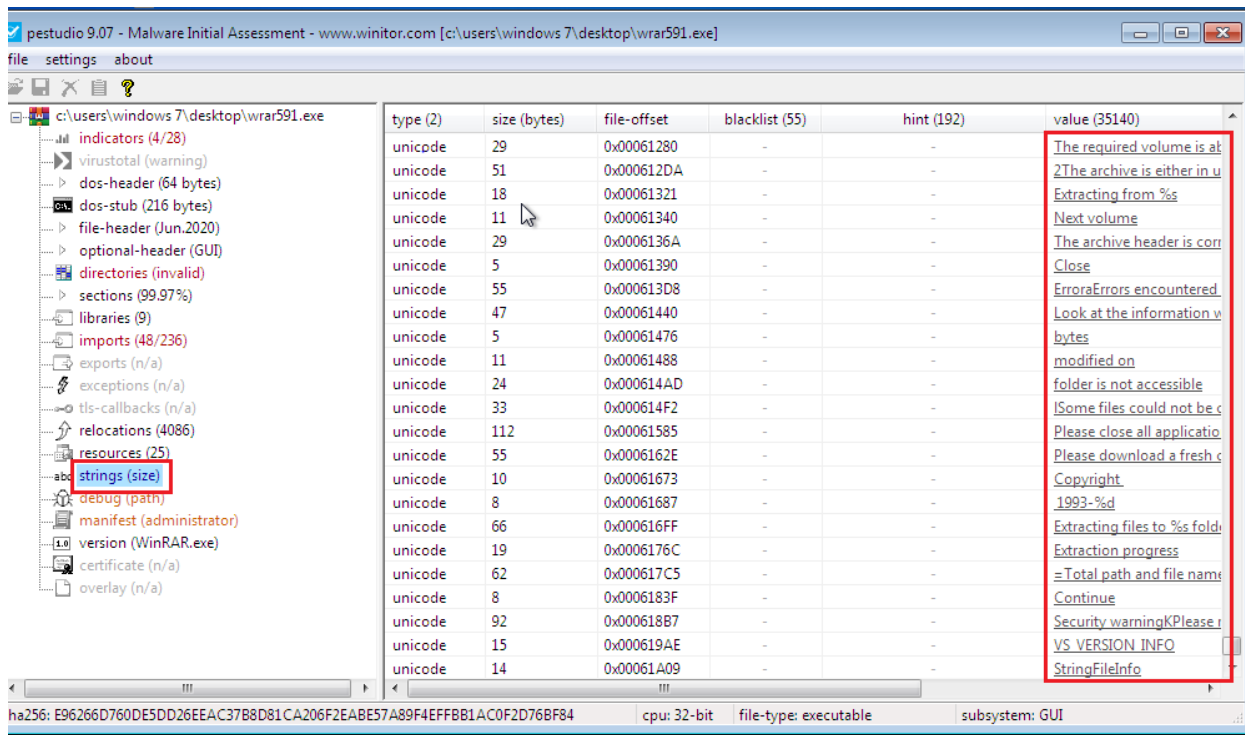 pestudio 9.07 - Malware Initial Assessment - www.winitor.com [c:\users\windows 7\desktop\wrar591.exe]
file settings about
c:\users\windows 7\desktop\wrar591.exe
indicators (4/28)
virustotal (warning)
dos-header (64 bytes)
dos-stub (216 bytes)
file-header (Jun.2020)
optional-header (GUI)
directories (invalid)
sections (99.97%)
libraries (9)
imports (48/236)
exports (n/a)
exceptions (n/a)
tls-callbacks (n/a)
relocations (4086)
resources (25)
abc strings (size)
debug (path)
manifest (administrator)
1.0 version (WinRAR.exe)
certificate (n/a)
overlay (n/a)
type (2) size (bytes) file-offset blacklist (55) hint (192) value (35140)
unicode 29 0x00061280 - - The required volume is ab
unicode 51 0x000612DA - - 2The archive is either in u
unicode 18 0x00061321 - - Extracting from %s
unicode 11 0x00061340 - - Next volume
unicode 29 0x0006136A - - The archive header is corr
unicode 5 0x00061390 - - Close
unicode 55 0x000613D8 - - ErroraErrors encountered
unicode 47 0x00061440 - - Look at the information w
unicode 5 0x00061476 - - bytes
unicode 11 0x00061488 - - modified on
unicode 24 0x000614AD - - folder is not accessible
unicode 33 0x000614F2 - - ISome files could not be c
unicode 112 0x00061585 - - Please close all applicatio
unicode 55 0x0006162E - - Please download a fresh c
unicode 10 0x00061673 - - Copyright
unicode 8 0x00061687 - - 1993-%d
unicode 66 0x000616FF - - Extracting files to %s folde
unicode 19 0x0006176C - - Extraction progress
unicode 62 0x000617C5 - - =Total path and file name
unicode 8 0x0006183F - - Continue
unicode 92 0x000618B7 - - Security warningKPlease r
unicode 15 0x000619AE - - VS_VERSION_INFO
unicode 14 0x00061A09 - - StringFileInfo
ha256: E96266D760DE5DD26EEAC37B8D81CA206F2EABE57A89F4EFFBB1AC0F2D76BF84 cpu: 32-bit file-type: executable subsystem: GUI